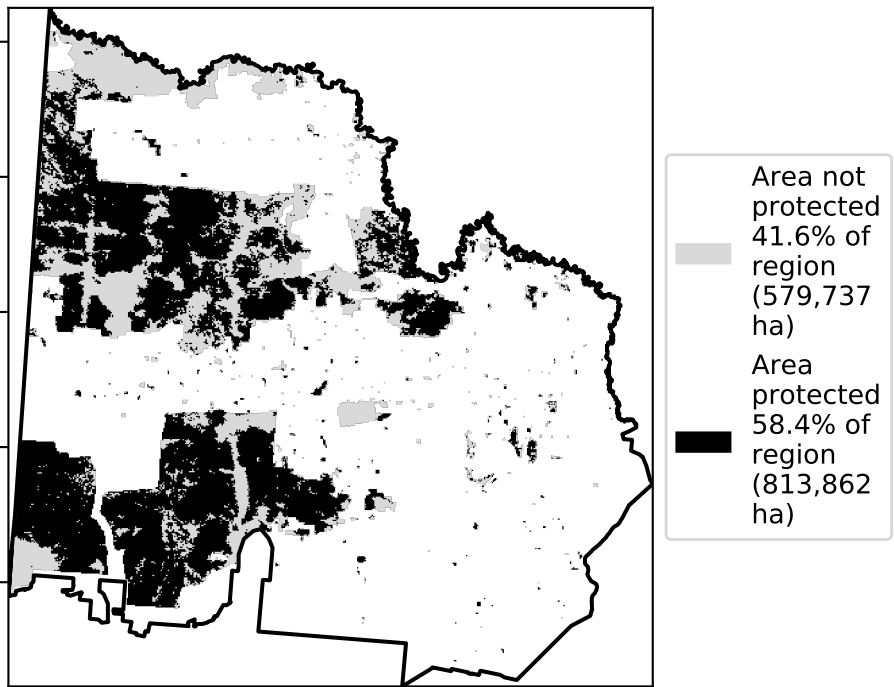 Area not
protected
41.6% of
region
(579,737
ha)
Area
protected
58.4% of
region
(813,862
ha)